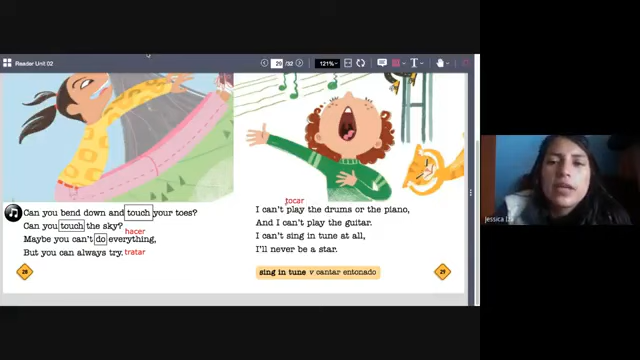 Reader Unit 02
29 /32
121%
Can you bend down and touch your toes?
Can you touch the sky?
hacer
Maybe you can't do everything,
But you can always try. tratar
28
tocar
I can't play the drums or the piano,
And I can't play the guitar.
I can't sing in tune at all,
I'll never be a star.
sing in tune v cantar entonado
29